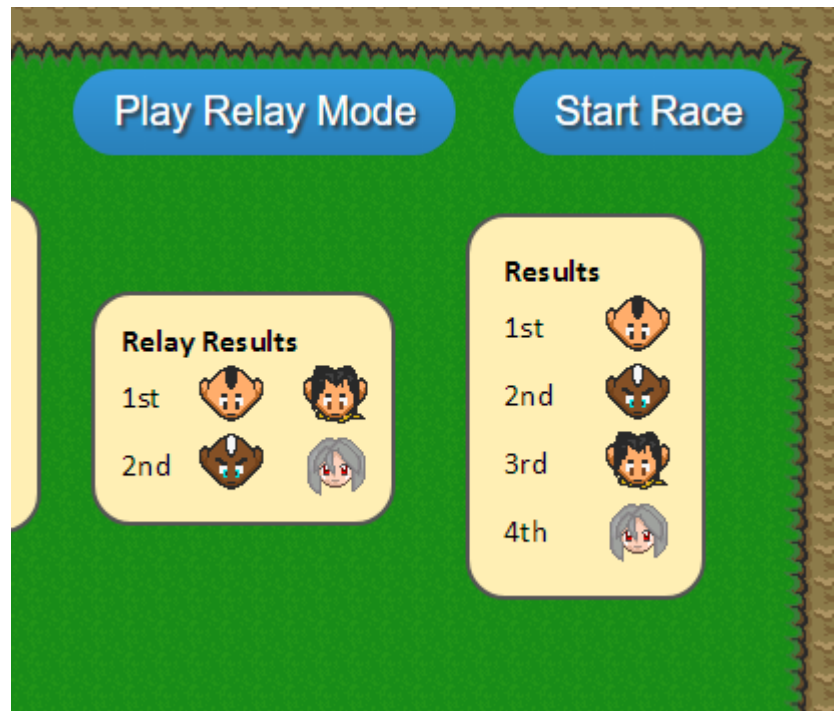 Play Relay Mode
Start Race
Relay Results
1st
2nd
Results
1st
2nd
3rd
4th